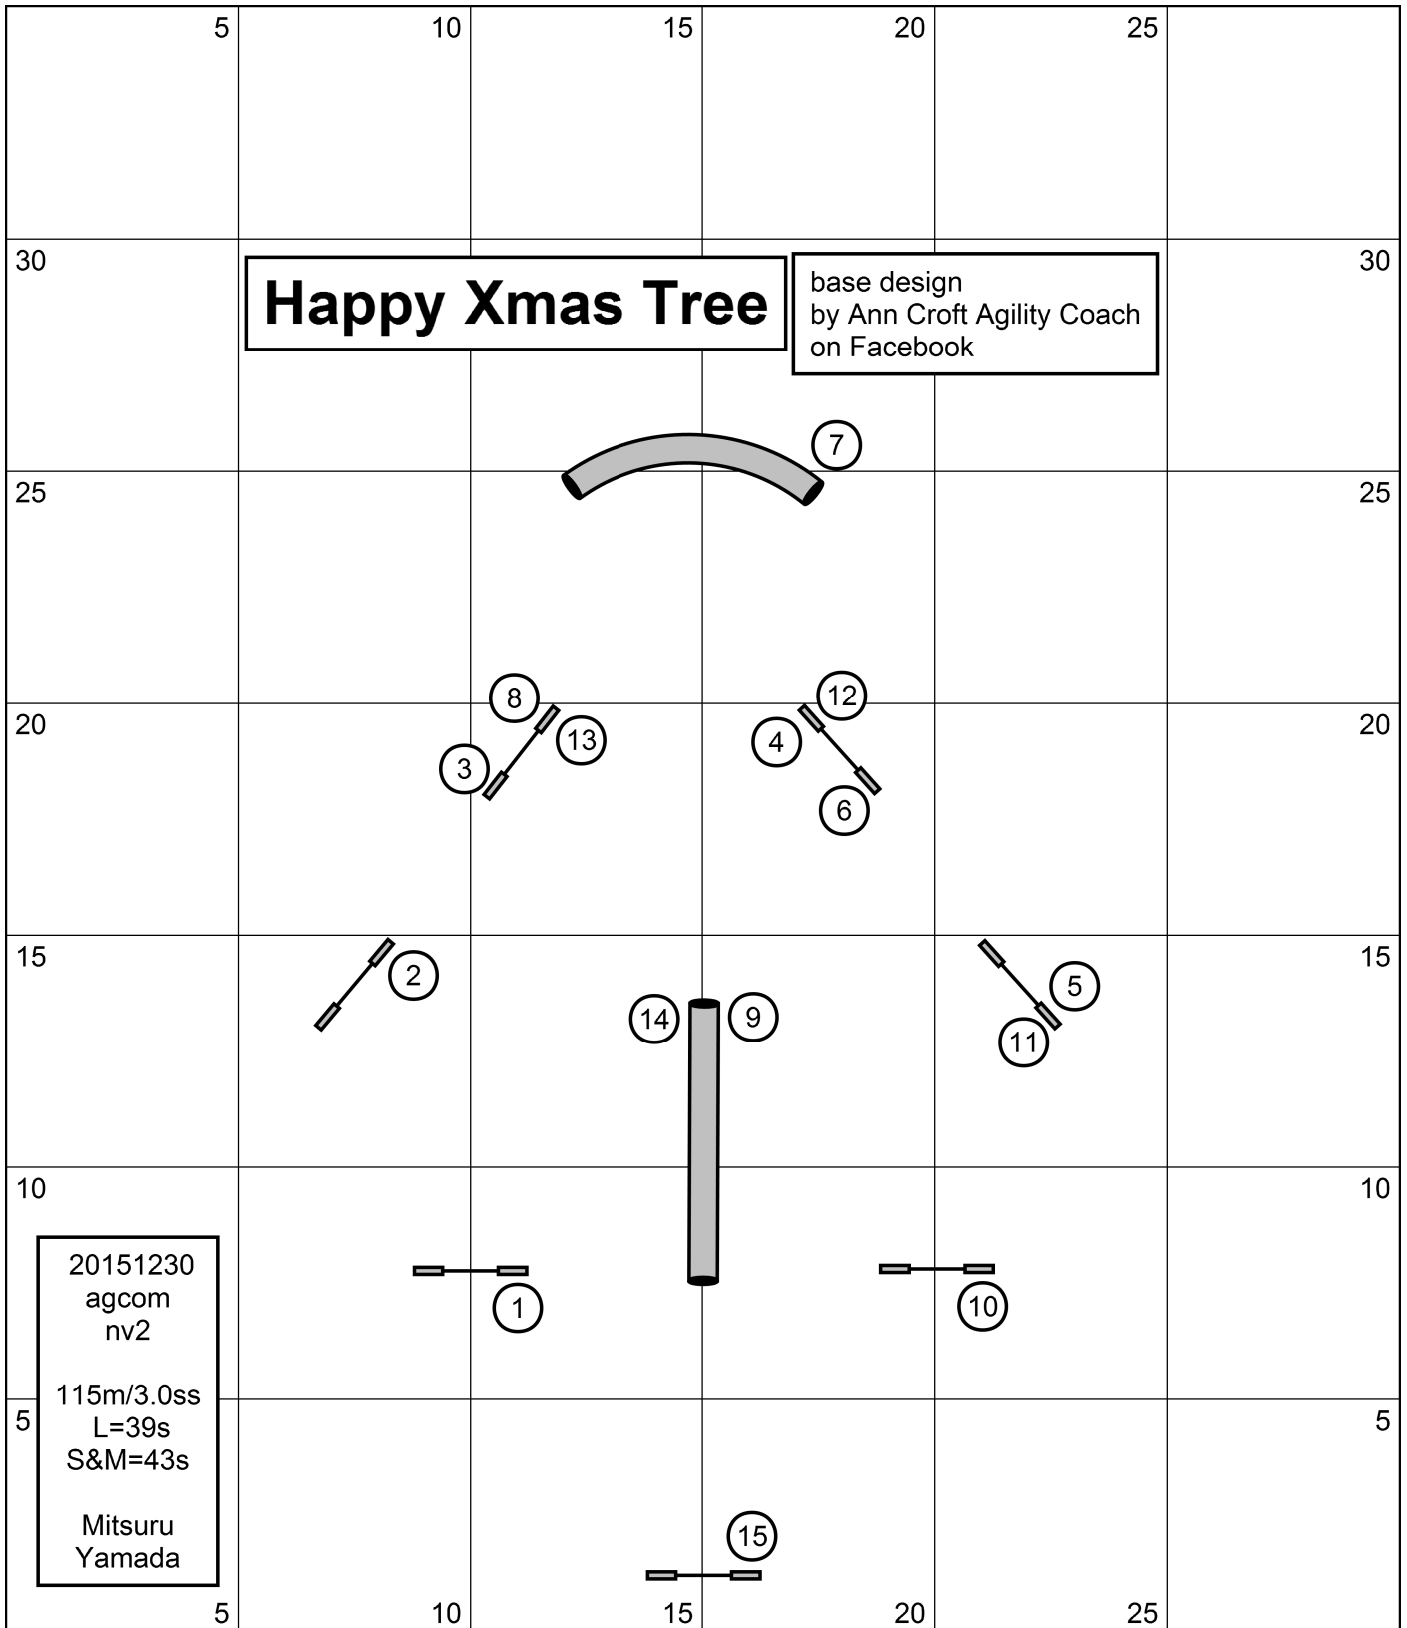 5 10 15 20 25
30 30
Happy Xmas Tree
base design
by Ann Croft Agility Coach
on Facebook
7
25 25
8 12
13 4
3
6
20 20
2 5
14 9
11
15 15
10 10
1 10
20151230
agcom
nv2
115m/3.0ss
L=39s
S&M=43s
Mitsuru
Yamada
5 5
15
5 10 15 20 25